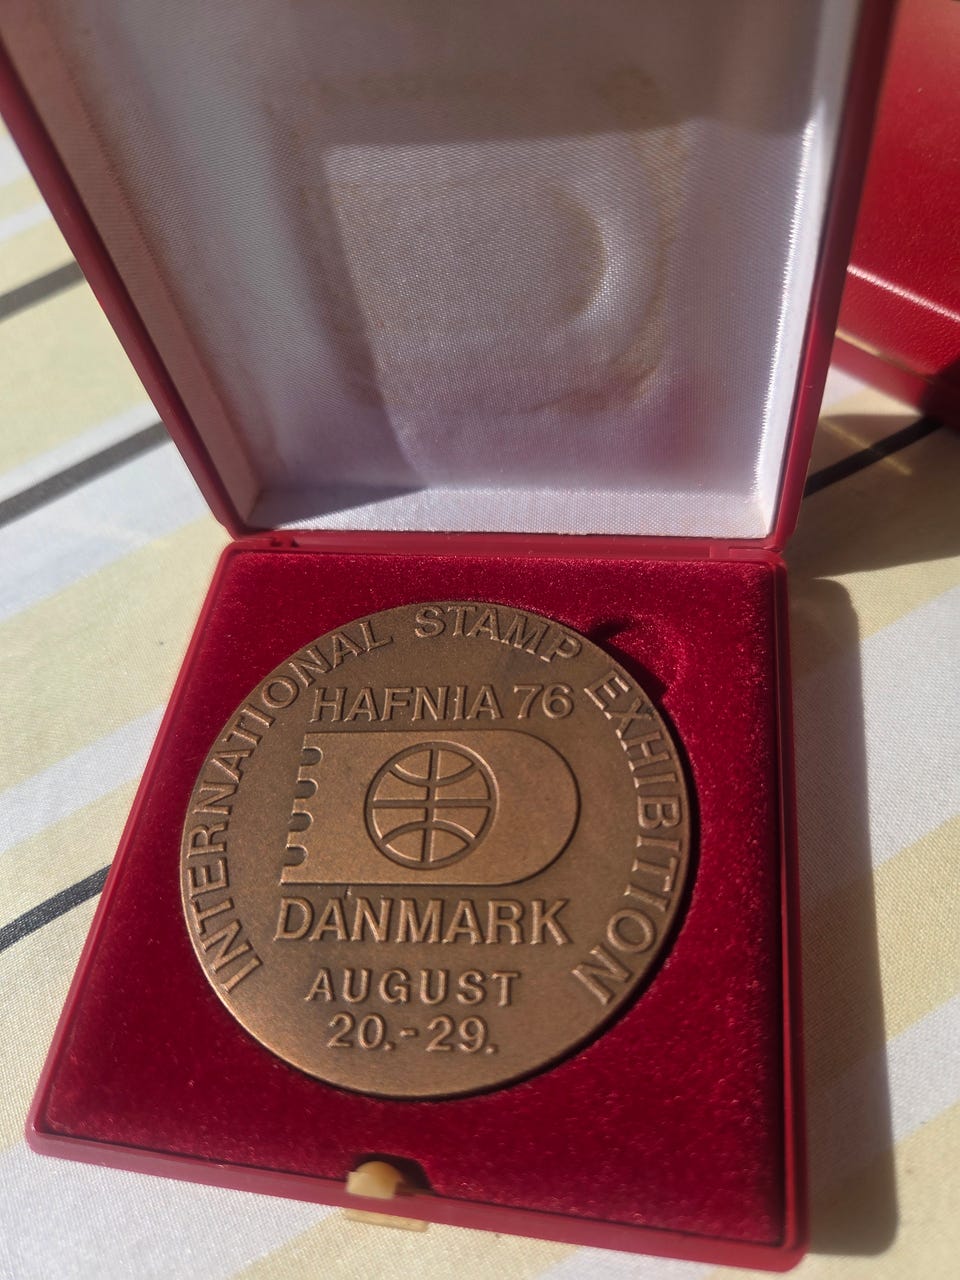 INTERNATIONAL STAMP EXHIBITION
HAFNIA 76
DANMARK
AUGUST
20.-29.